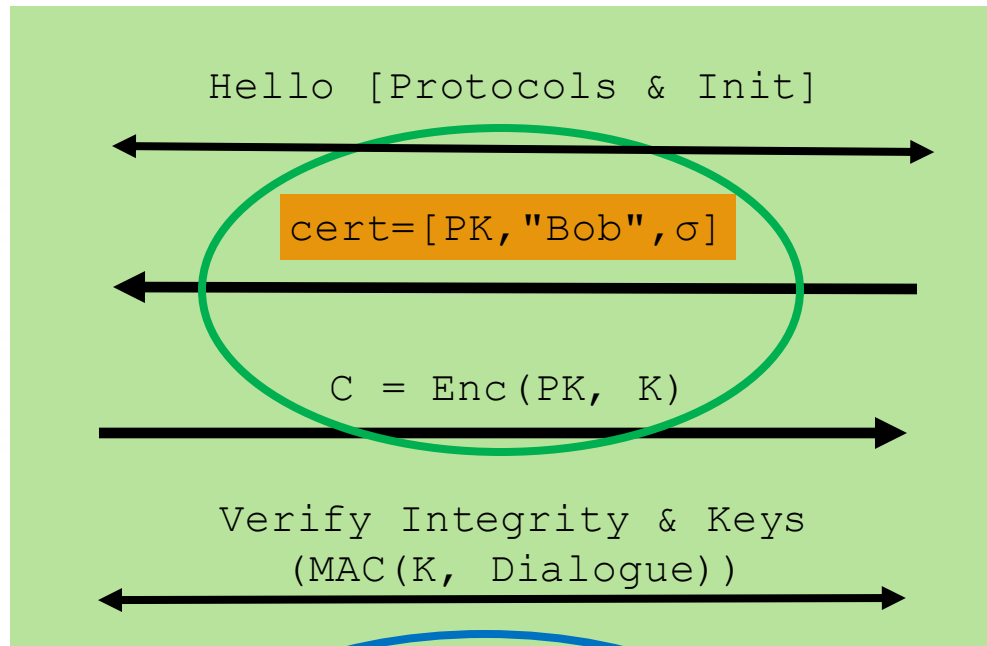 Hello [Protocols & Init]
cert=[PK,"Bob",σ]
C = Enc(PK, K)
Verify Integrity & Keys
(MAC(K, Dialogue))